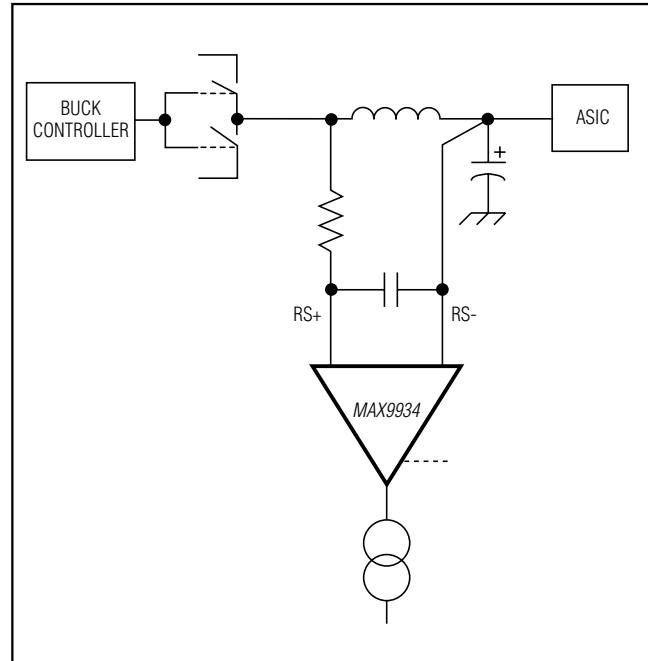 BUCK
CONTROLLER
ASIC
+
RS+
RS-
MAX9934